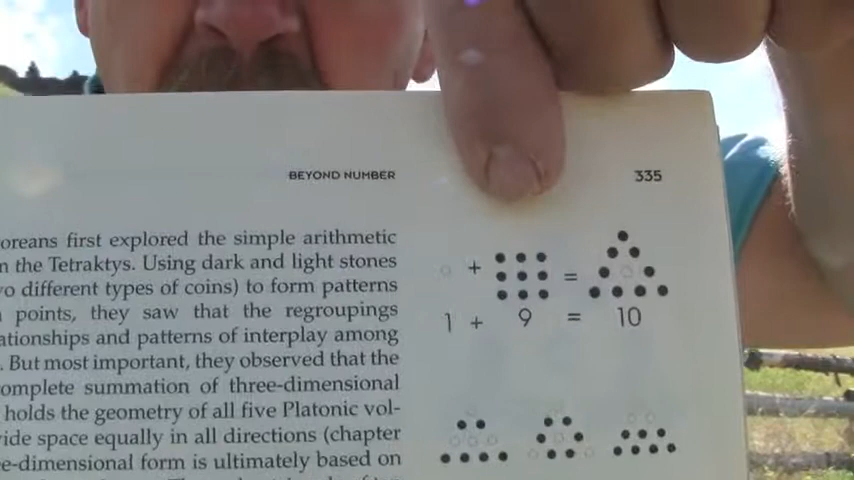 BEYOND NUMBER 335
oreans first explored the simple arithmetic
n the Tetraktys. Using dark and light stones
o different types of coins) to form patterns
points, they saw that the regroupings
ationships and patterns of interplay among
. But most important, they observed that the
omplete summation of three-dimensional
holds the geometry of all five Platonic vol-
ide space equally in all directions (chapter
e-dimensional form is ultimately based on
+ =
1 + 9 = 10